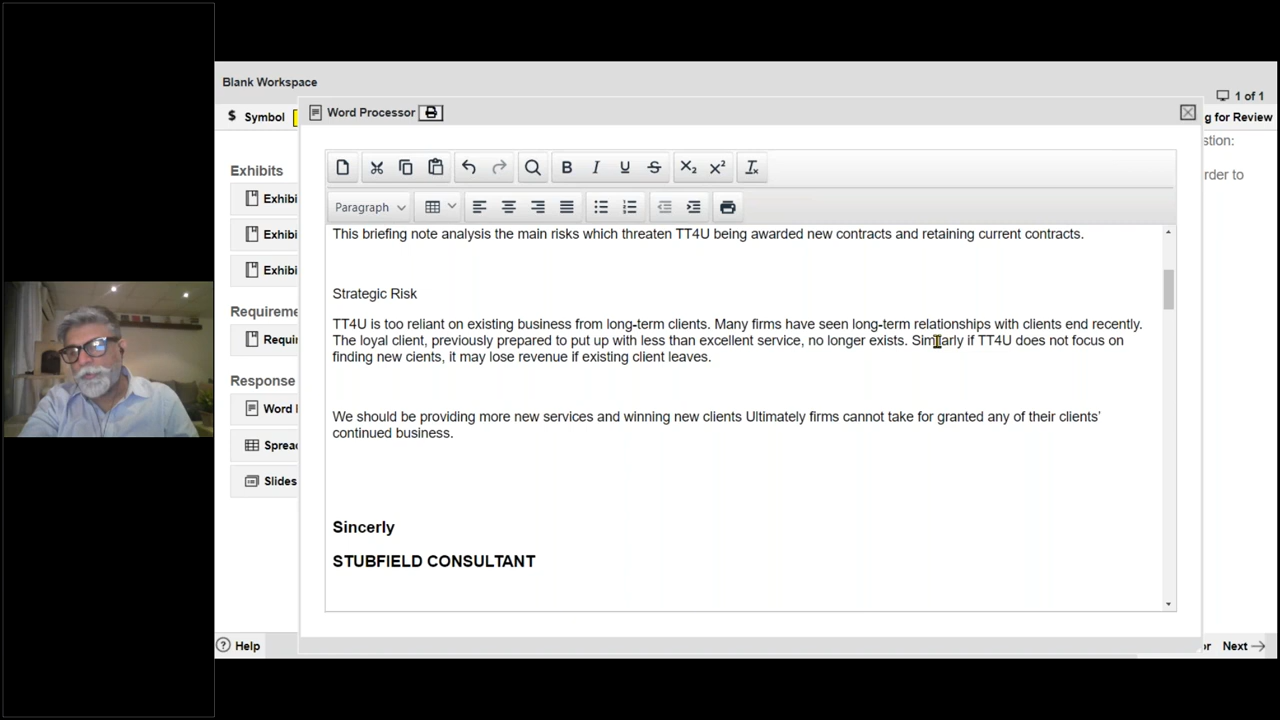 Blank Workspace
1 of 1
$ Symbol
Word Processor
g for Review
stion:
rder to
Exhibits
Exhibi
Exhibi
Exhibi
Requireme
Requir
Response
Word
Sprea
Slides
Paragraph
This briefing note analysis the main risks which threaten TT4U being awarded new contracts and retaining current contracts.
Strategic Risk
TT4U is too reliant on existing business from long-term clients. Many firms have seen long-term relationships with clients end recently.
The loyal client, previously prepared to put up with less than excellent service, no longer exists. Similarly if TT4U does not focus on
finding new cients, it may lose revenue if existing client leaves.
We should be providing more new services and winning new clients Ultimately firms cannot take for granted any of their clients'
continued business.
Sincerly
STUBFIELD CONSULTANT
? Help
or Next